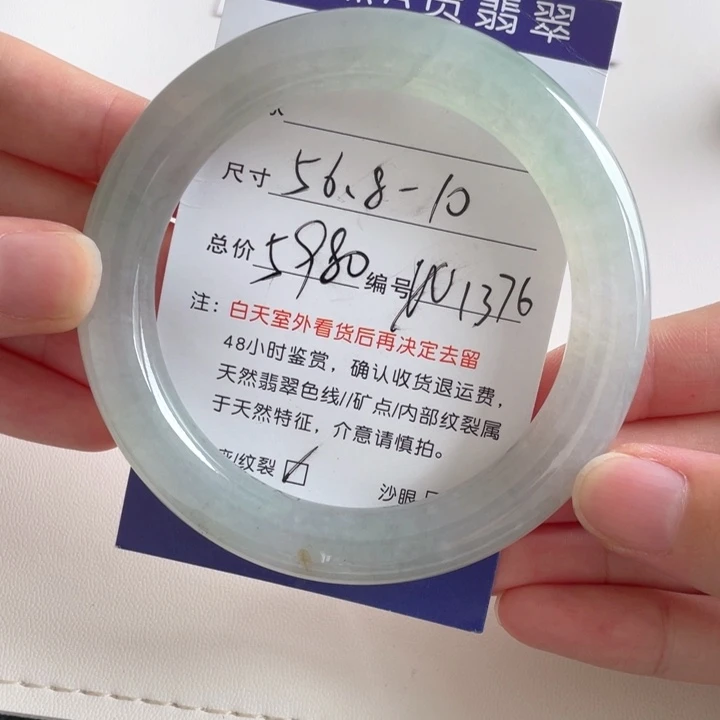 质翡翠
尺寸 56.8-10
总价 5980 编号 W1376
注：白天室外看货后再决定去留
48小时鉴赏，确认收货退运费，
天然翡翠色线//矿点/内部纹裂属
于天然特征，介意请慎拍。
/纹裂 沙眼